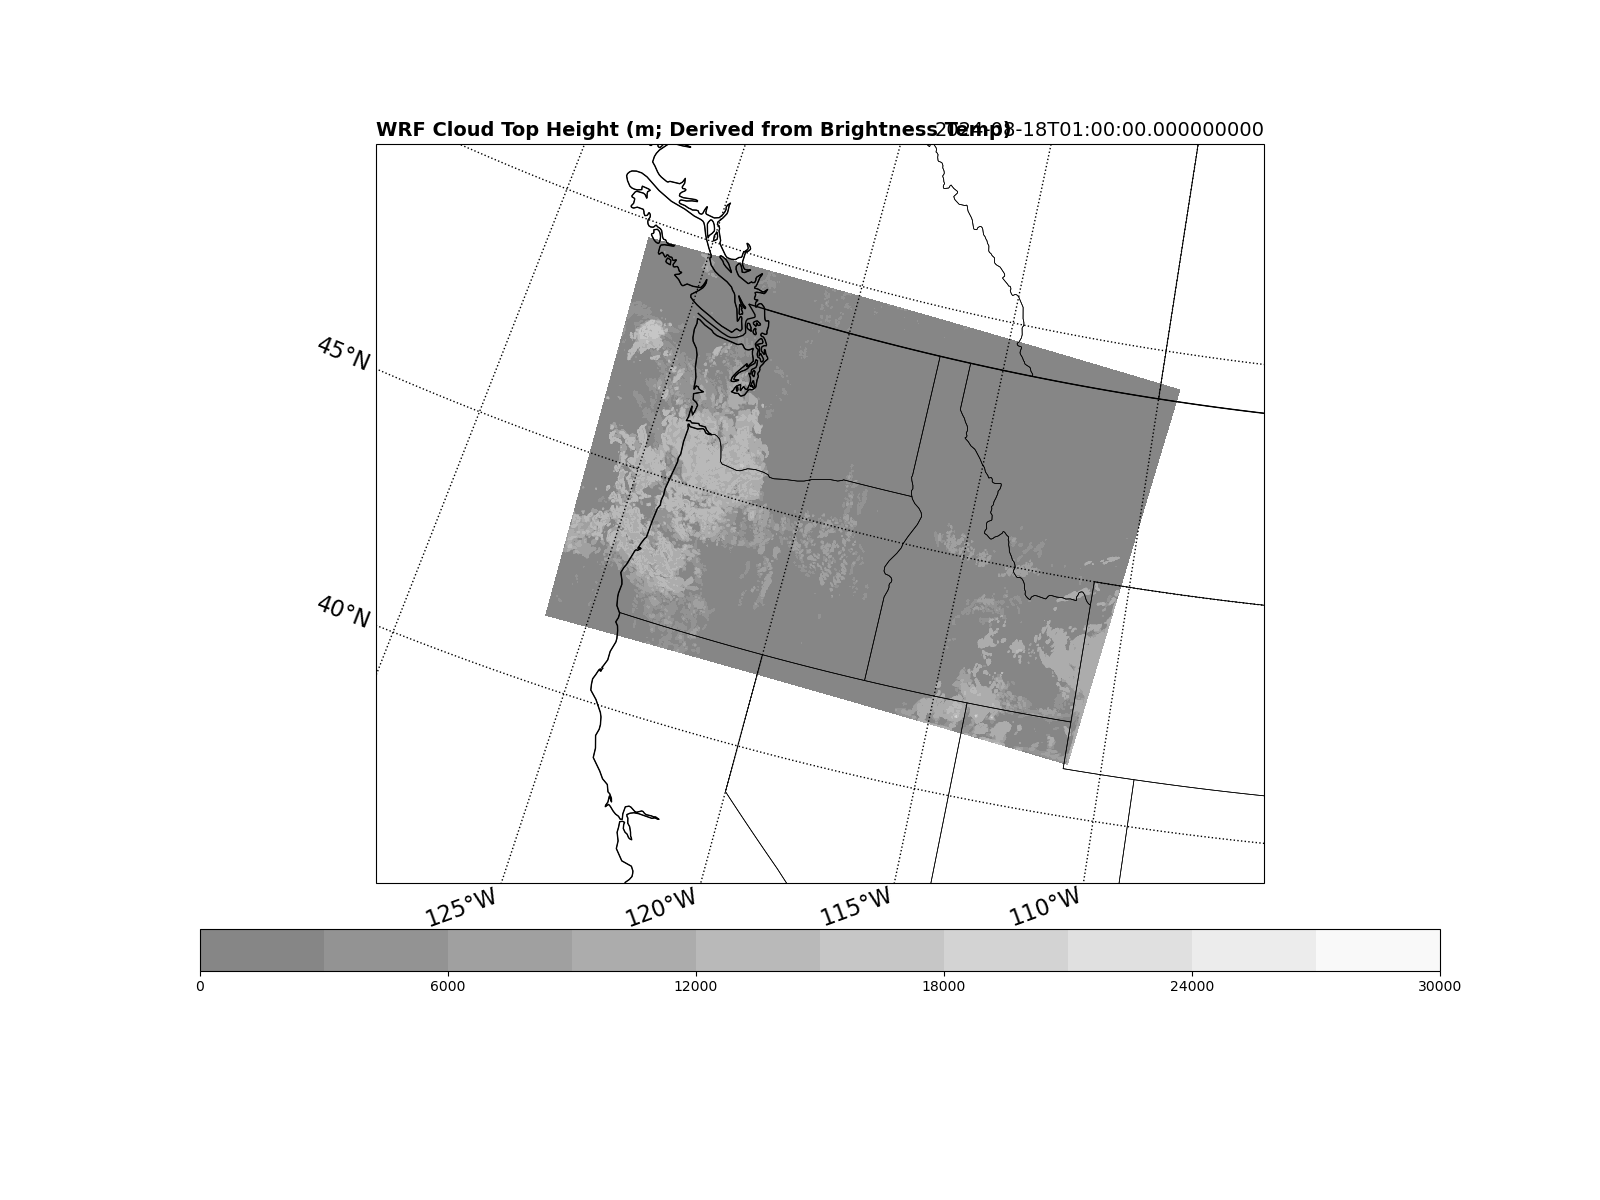 WRF Cloud Top Height (m; Derived from Brightness Temp) 2024-08-18T01:00:00.000000000
45°N
40°N
125°W 120°W 115°W 110°W
0 6000 12000 18000 24000 30000